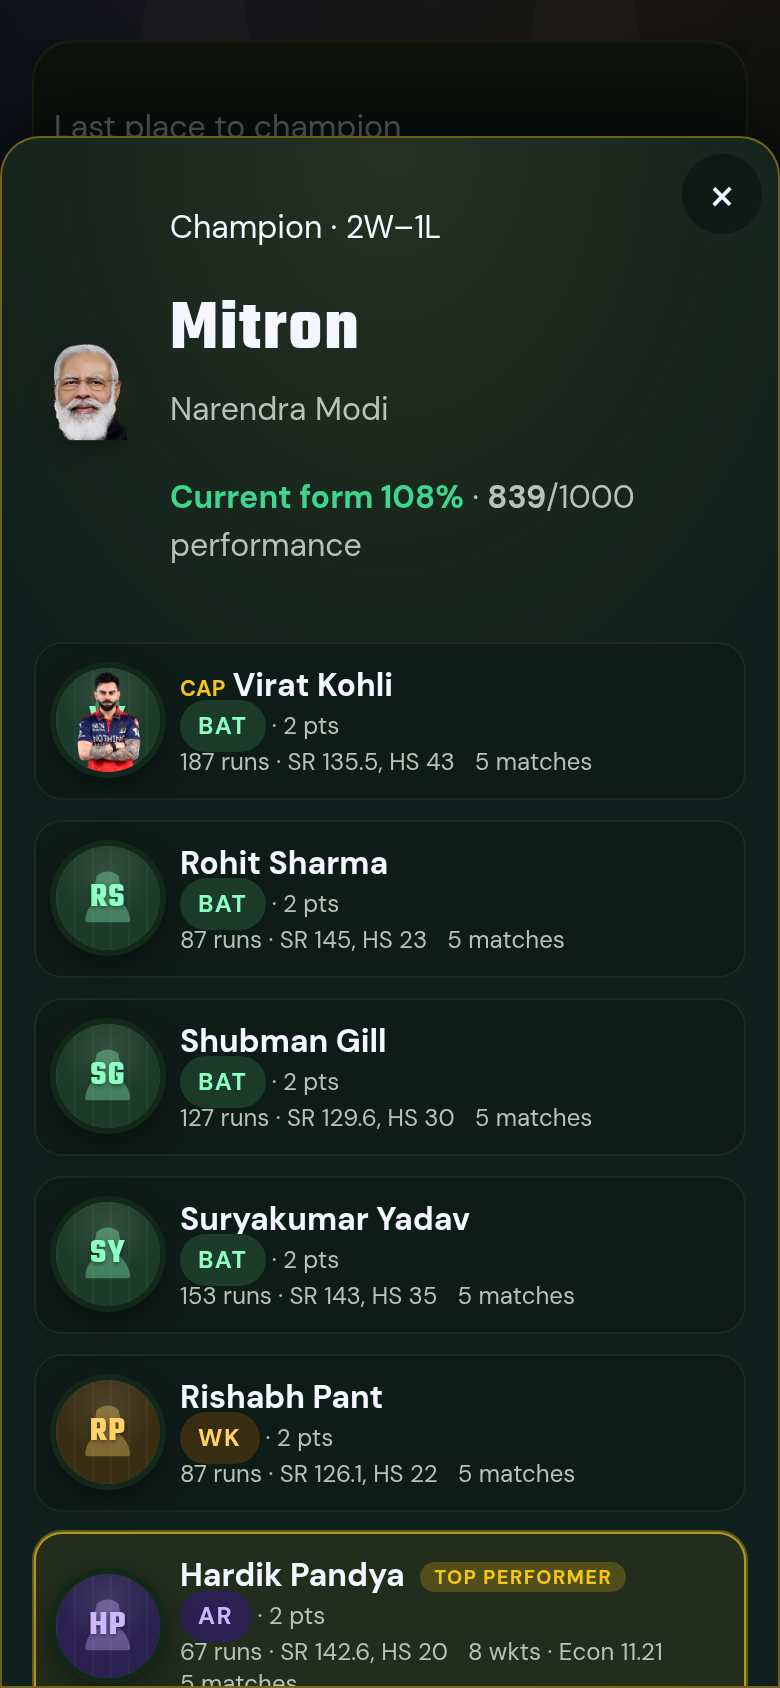 Last place to champion
×
Champion · 2W–1L
Mitron
Narendra Modi
Current form 108% · 839/1000
performance
CAP Virat Kohli
BAT · 2 pts
187 runs · SR 135.5, HS 43 5 matches
NOTHING
RS
Rohit Sharma
BAT · 2 pts
87 runs · SR 145, HS 23 5 matches
SG
Shubman Gill
BAT · 2 pts
127 runs · SR 129.6, HS 30 5 matches
SY
Suryakumar Yadav
BAT · 2 pts
153 runs · SR 143, HS 35 5 matches
RP
Rishabh Pant
WK · 2 pts
87 runs · SR 126.1, HS 22 5 matches
HP
Hardik Pandya TOP PERFORMER
AR · 2 pts
67 runs · SR 142.6, HS 20 8 wkts · Econ 11.21
5 matches